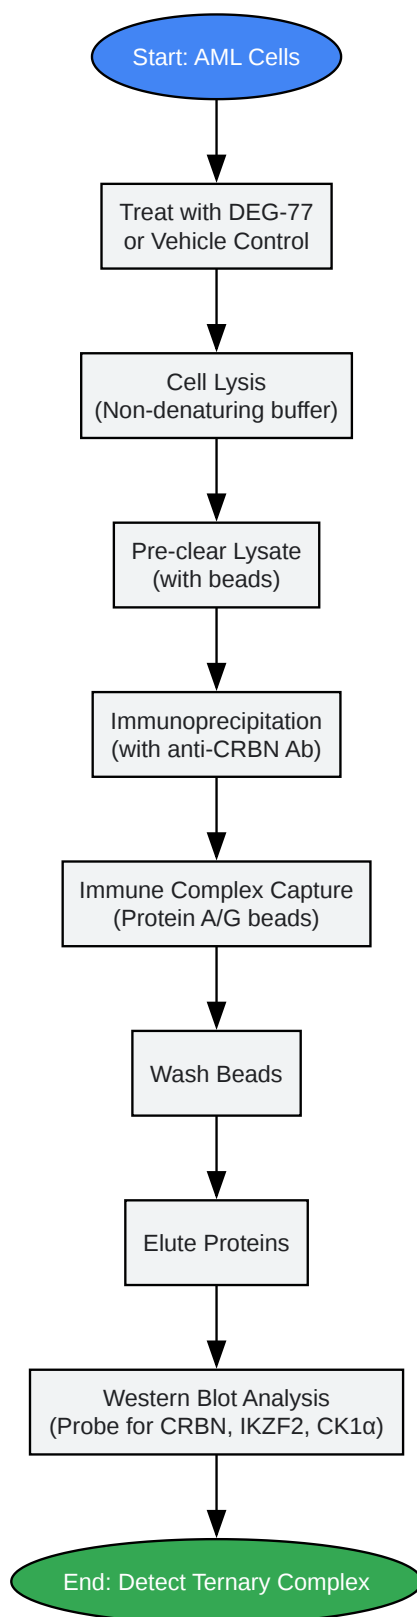 Start: AML Cells
Treat with DEG-77
or Vehicle Control
Cell Lysis
(Non-denaturing buffer)
Pre-clear Lysate
(with beads)
Immunoprecipitation
(with anti-CRBN Ab)
Immune Complex Capture
(Protein A/G beads)
Wash Beads
Elute Proteins
Western Blot Analysis
(Probe for CRBN, IKZF2, CK1α)
End: Detect Ternary Complex